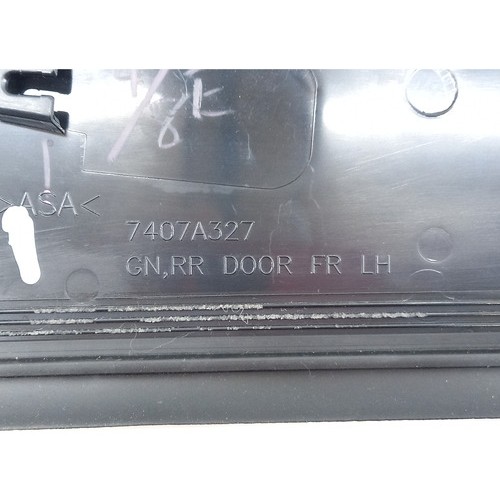 >ASA<
7407A327
GN,RR DOOR FR LH